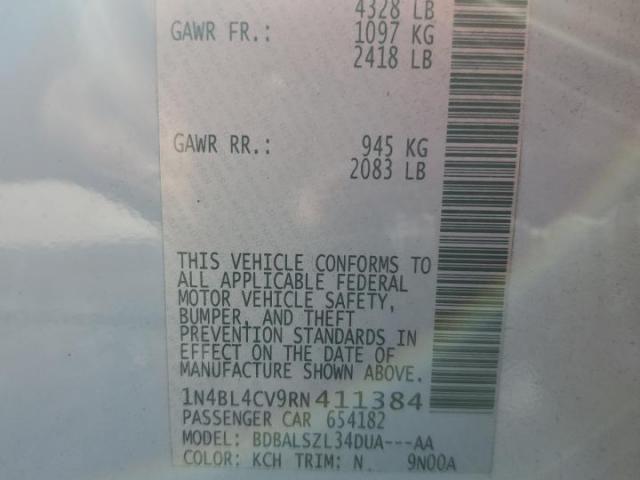 4328 LB
GAWR FR.: 1097 KG
2418 LB
GAWR RR.: 945 KG
2083 LB
THIS VEHICLE CONFORMS TO
ALL APPLICABLE FEDERAL
MOTOR VEHICLE SAFETY,
BUMPER, AND THEFT
PREVENTION STANDARDS IN
EFFECT ON THE DATE OF
MANUFACTURE SHOWN ABOVE.
1N4BL4CV9RN411384
PASSENGER CAR 654182
MODEL: BDBALSZL34DUA---AA
COLOR: KCH TRIM: N 9N00A